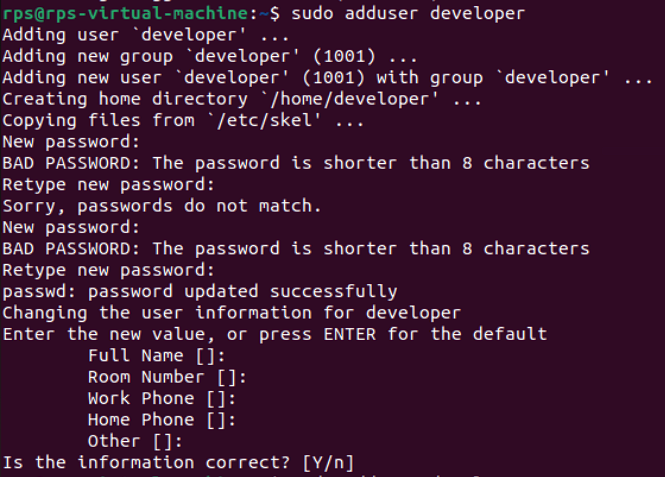 rps@rps-virtual-machine:~$ sudo adduser developer
Adding user `developer' ...
Adding new group `developer' (1001) ...
Adding new user `developer' (1001) with group `developer' ...
Creating home directory `/home/developer' ...
Copying files from `/etc/skel' ...
New password:
BAD PASSWORD: The password is shorter than 8 characters
Retype new password:
Sorry, passwords do not match.
New password:
BAD PASSWORD: The password is shorter than 8 characters
Retype new password:
passwd: password updated successfully
Changing the user information for developer
Enter the new value, or press ENTER for the default
Full Name []:
Room Number []:
Work Phone []:
Home Phone []:
Other []:
Is the information correct? [Y/n]